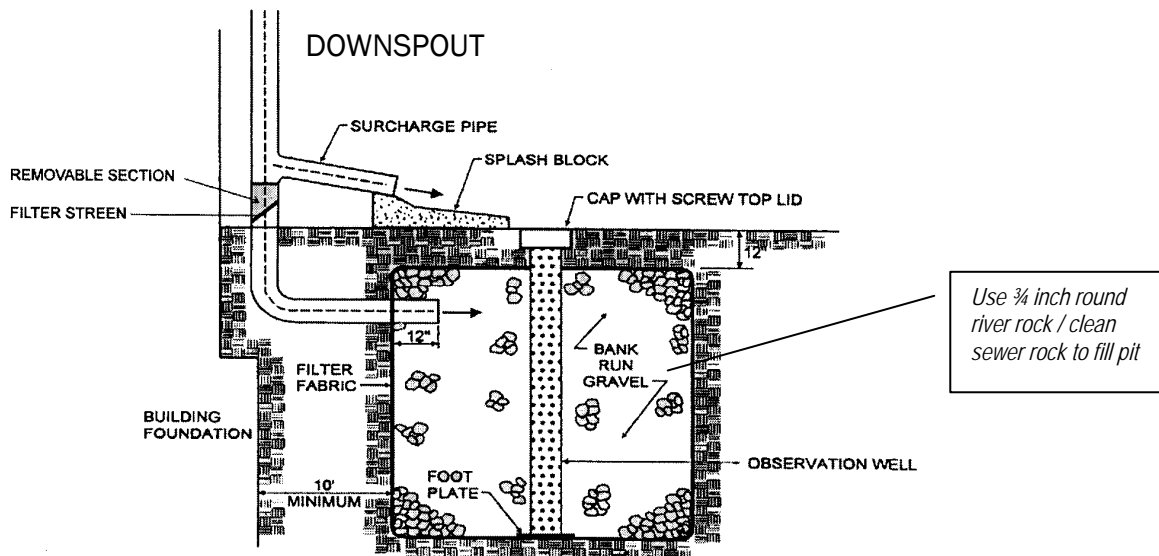 DOWNSPOUT
SURCHARGE PIPE
SPLASH BLOCK
REMOVABLE SECTION
CAP WITH SCREW TOP LID
FILTER STREEN
12"
Use ¾ inch round
river rock / clean
sewer rock to fill pit
12"
BANK
RUN
GRAVEL
FILTER
FABRIC
BUILDING
FOUNDATION
OBSERVATION WELL
FOOT
PLATE
10'
MINIMUM